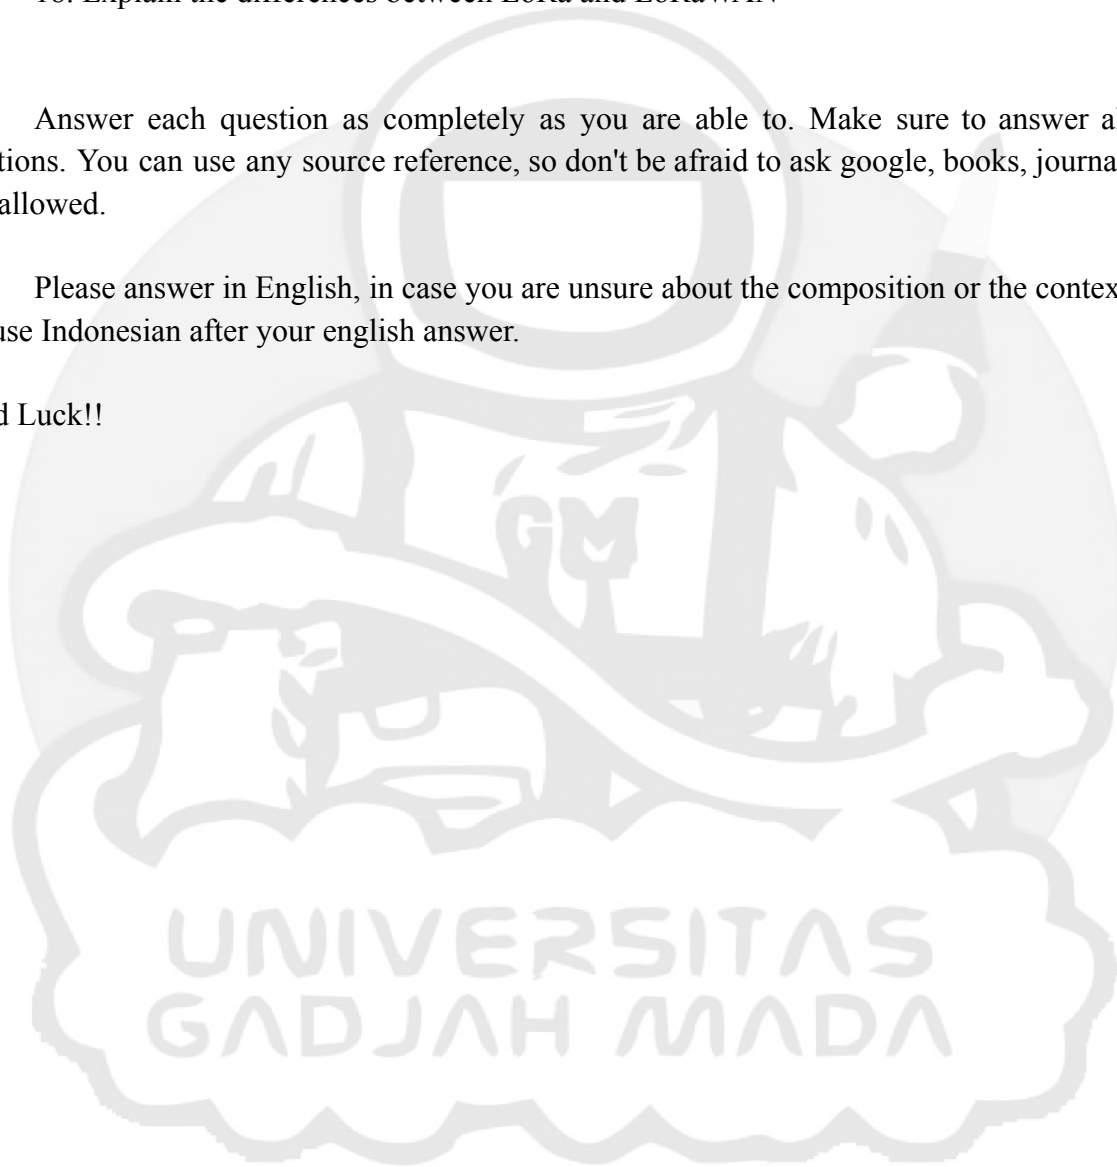 Explain the differences between LoRa and LoRaWAN
Answer each question as completely as you are able to. Make sure to answer a
tions. You can use any source reference, so don't be afraid to ask google, books, journa
allowed.
Please answer in English, in case you are unsure about the composition or the contex
use Indonesian after your english answer.
d Luck!!
GM
UNIVERSITAS
GADJAH MADA